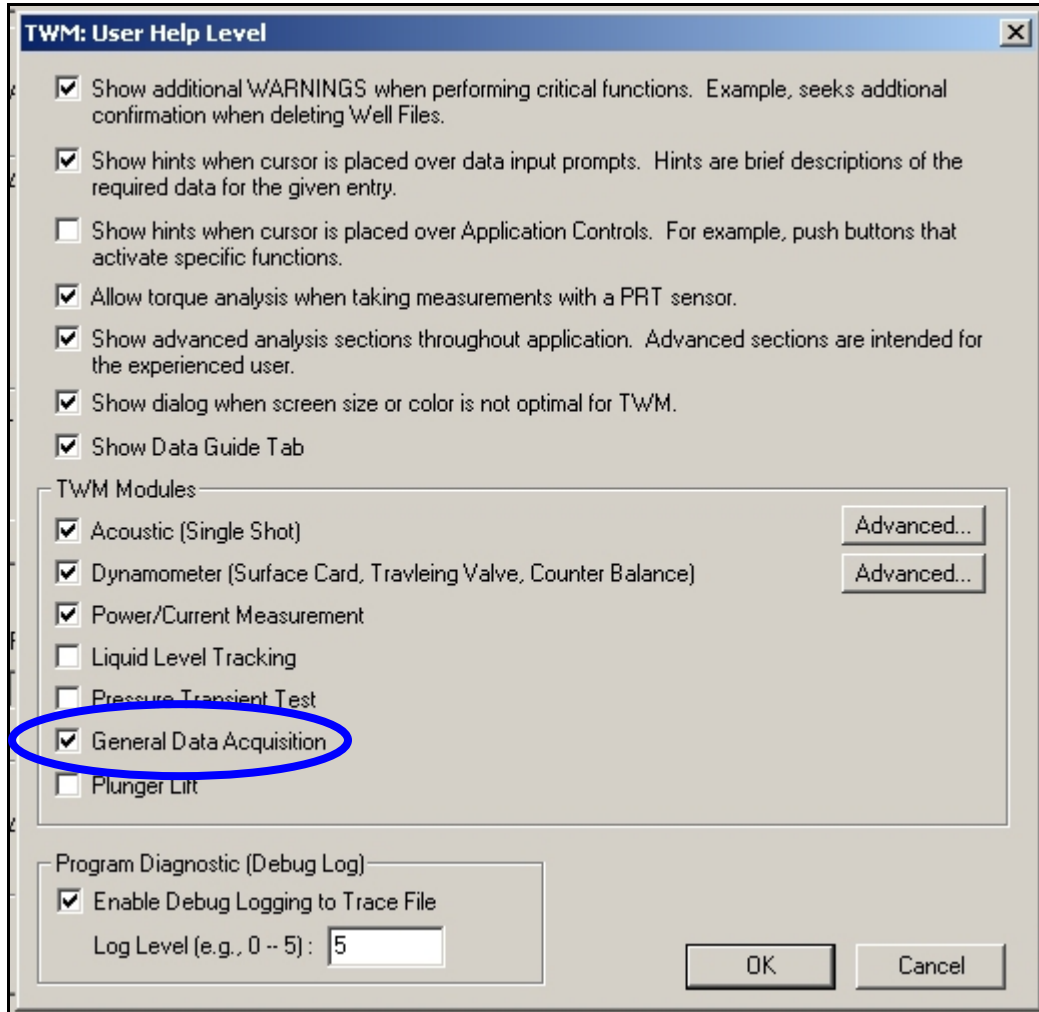 TWM: User Help Level
Show additional WARNINGS when performing critical functions. Example, seeks addtional
confirmation when deleting Well Files.
Show hints when cursor is placed over data input prompts. Hints are brief descriptions of the
required data for the given entry.
Show hints when cursor is placed over Application Controls. For example, push buttons that
activate specific functions.
Allow torque analysis when taking measurements with a PRT sensor.
Show advanced analysis sections throughout application. Advanced sections are intended for
the experienced user.
Show dialog when screen size or color is not optimal for TWM.
Show Data Guide Tab
TWM Modules
Acoustic (Single Shot) Advanced...
Dynamometer (Surface Card, Travleing Valve, Counter Balance) Advanced...
Power/Current Measurement
Liquid Level Tracking
Pressure Transient Test
General Data Acquisition
Plunger Lift
Program Diagnostic (Debug Log)
Enable Debug Logging to Trace File
Log Level (e.g., 0 -- 5) : 5
OK Cancel